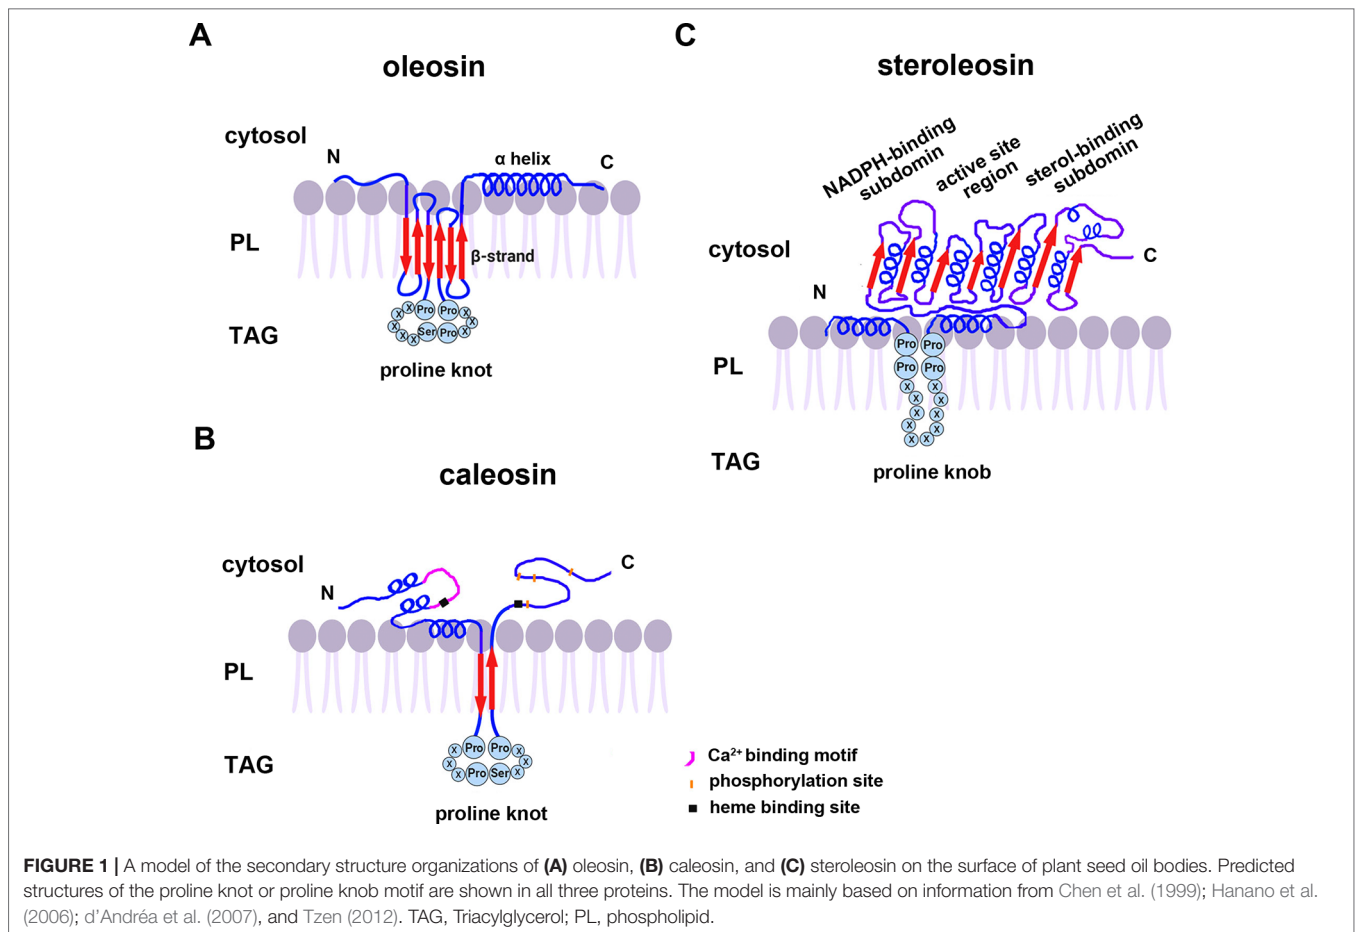 A
oleosin
cytosol
N
α helix
C
PL
β-strand
TAG
X X X X X Pro Pro X X X X
Ser Pro
proline knot
B
caleosin
cytosol
N
C
PL
TAG
X X X Pro Pro X X X
Pro Ser
proline knot
Ca2+ binding motif
phosphorylation site
heme binding site
C
steroleosin
NADPH-binding
subdomin
active site
region
sterol-binding
subdomin
cytosol
C
N
PL
Pro Pro
Pro Pro
X X
X X
X X
X X
X X
TAG
proline knob
FIGURE 1 | A model of the secondary structure organizations of (A) oleosin, (B) caleosin, and (C) steroleosin on the surface of plant seed oil bodies. Predicted
structures of the proline knot or proline knob motif are shown in all three proteins. The model is mainly based on information from Chen et al. (1999); Hanano et al.
(2006); d’Andréa et al. (2007), and Tzen (2012). TAG, Triacylglycerol; PL, phospholipid.